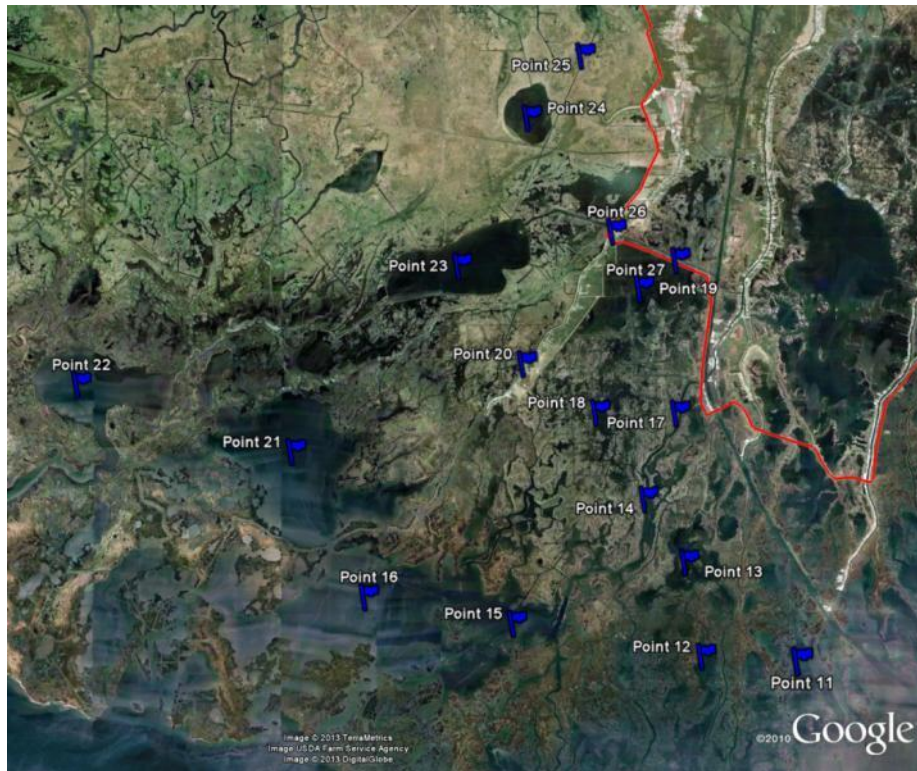 Point 25
Point 24
Point 26
Point 23
Point 27
Point 19
Point 20
Point 22
Point 18
Point 17
Point 21
Point 14
Point 13
Point 16
Point 15
Point 12
Point 11
Image © 2013 TerraMetrics
Image USDA Farm Service Agency
Image © 2013 DigitalGlobe
©2010 Google